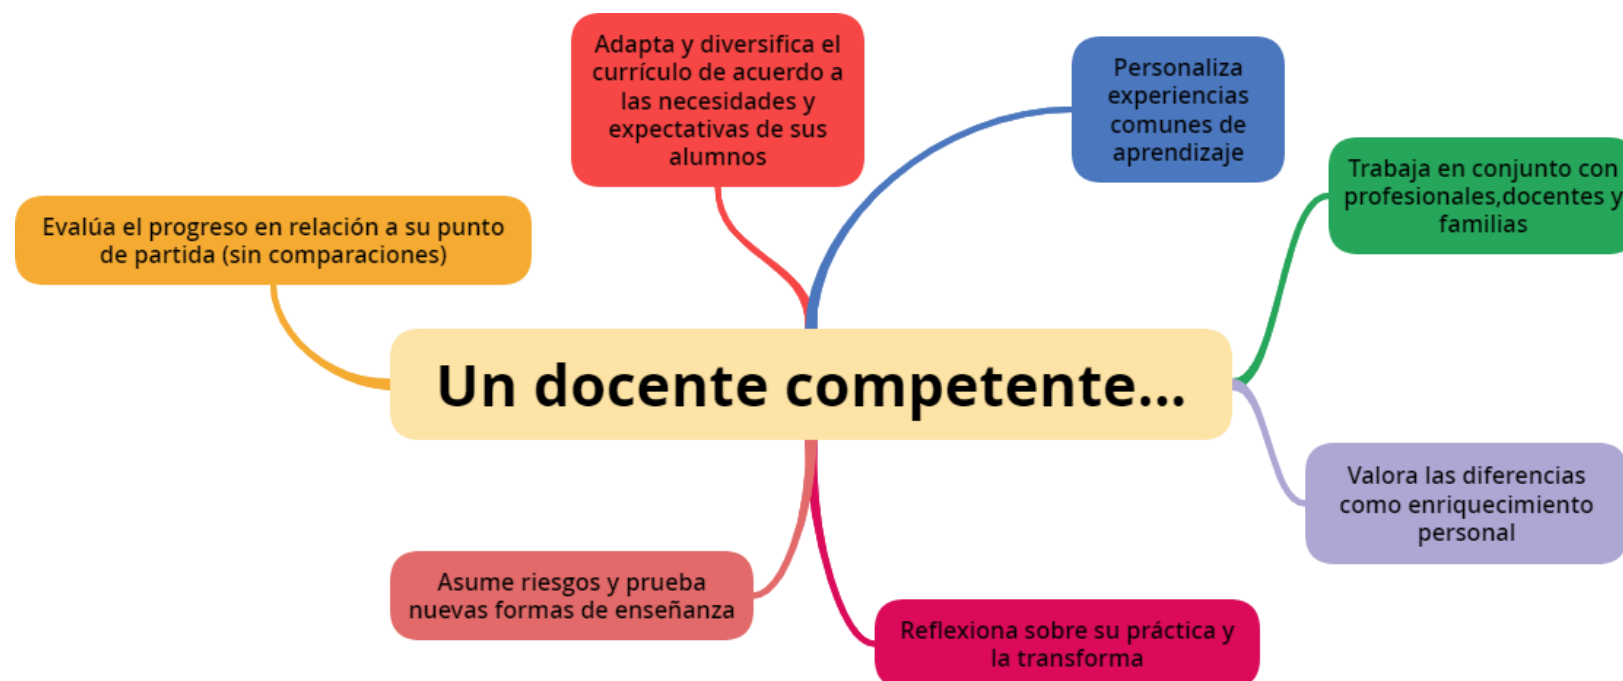 Adapta y diversifica el
currículo de acuerdo a
las necesidades y
expectativas de sus
alumnos
Personaliza
experiencias
comunes de
aprendizaje
Trabaja en conjunto con
profesionales,docentes y
familias
Evalúa el progreso en relación a su punto
de partida (sin comparaciones)
Un docente competente...
Valora las diferencias
como enriquecimiento
personal
Asume riesgos y prueba
nuevas formas de enseñanza
Reflexiona sobre su práctica y
la transforma